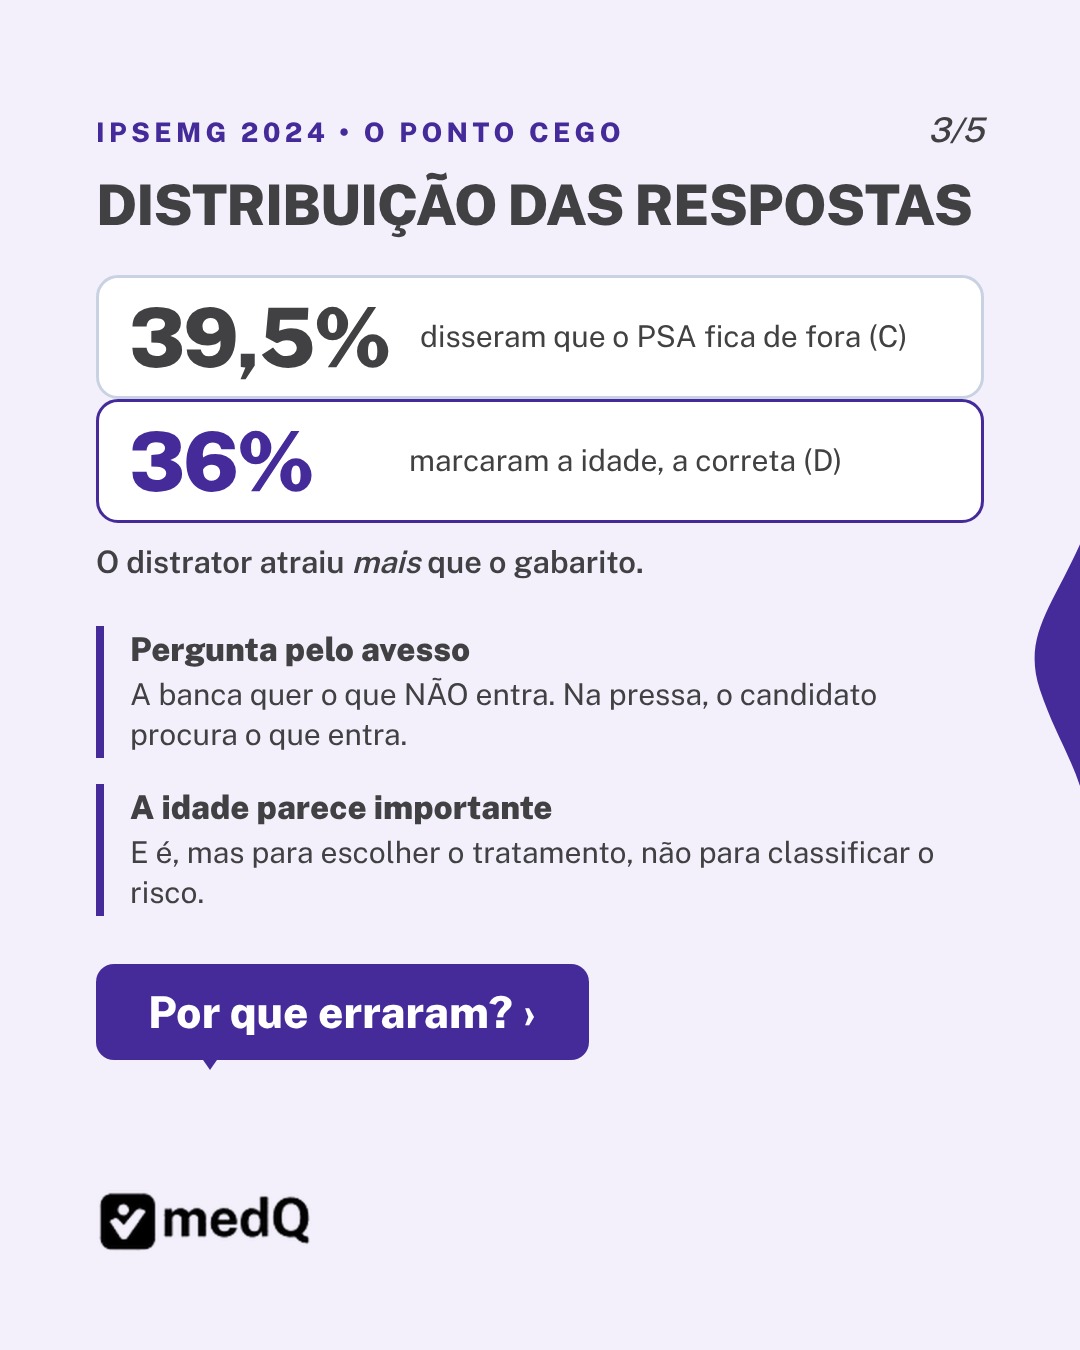 IPSEMG 2024 • O PONTO CEGO
3/5
DISTRIBUIÇÃO DAS RESPOSTAS
39,5% disseram que o PSA fica de fora (C)
36% marcaram a idade, a correta (D)
O distrator atraiu mais que o gabarito.
Pergunta pelo avesso
A banca quer o que NÃO entra. Na pressa, o candidato
procura o que entra.
A idade parece importante
E é, mas para escolher o tratamento, não para classificar o
risco.
Por que erraram? ›
medQ